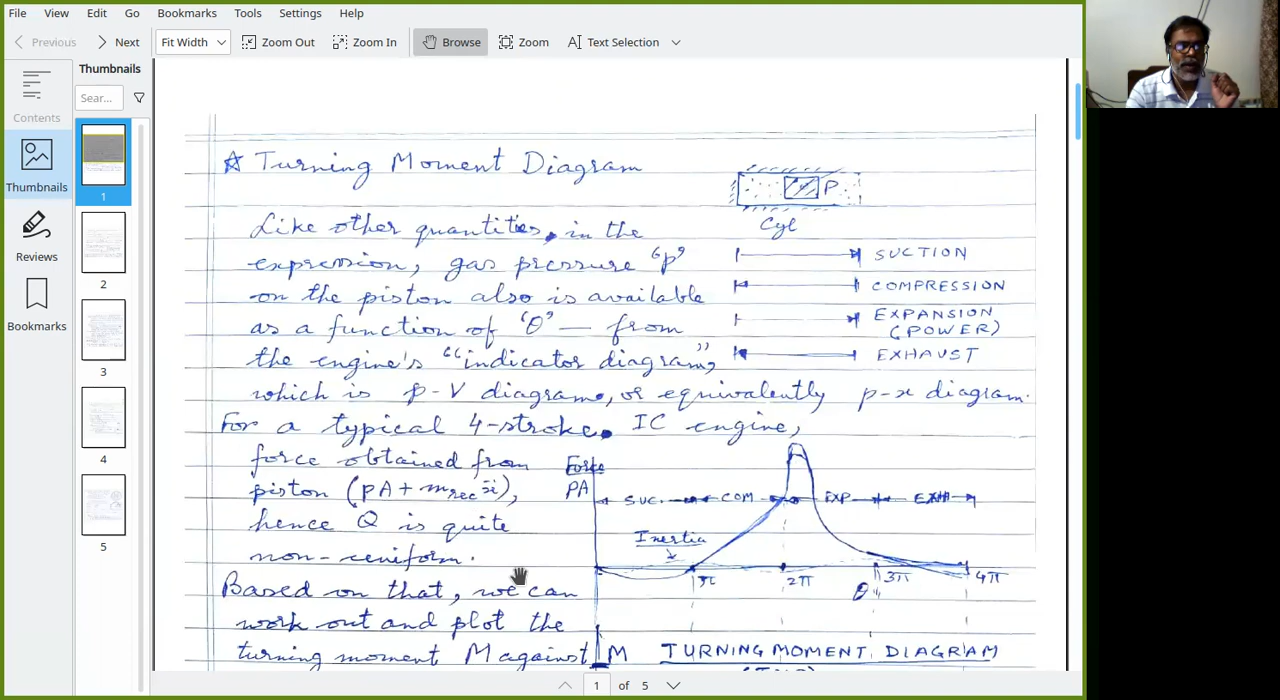 File View Edit Go Bookmarks Tools Settings Help
Previous Next Fit Width Zoom Out Zoom In Browse Zoom Text Selection
Contents
Thumbnails
Reviews
Bookmarks
Thumbnails
Sear...
1
2
3
4
5
☆ Turning Moment Diagram
Like other quantities, in the
expression, gas pressure 'p'
on the piston also is available
as a function of 'θ' — from
the engine's "indicator diagram",
which is p-V diagram, or equivalently p-x diagram.
For a typical 4-stroke IC engine,
force obtained from
piston (pA + m_rec ẍ),
hence Q is quite
non-uniform.
Based on that, we can
work out and plot the
turning moment M against
P
Cyl
SUCTION
COMPRESSION
EXPANSION
(POWER)
EXHAUST
Force
PA
SUC. COM EXP EXH
Inertia
π 2π 3π 4π
θ
M TURNING MOMENT DIAGRAM
1 of 5